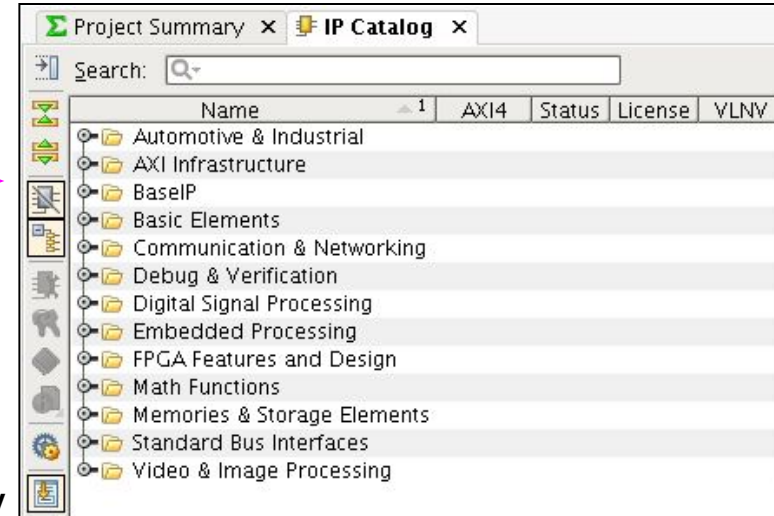 Project Summary × IP Catalog ×
Search:
Name 1 AXI4 Status License VLNV
Automotive & Industrial
AXI Infrastructure
BaseIP
Basic Elements
Communication & Networking
Debug & Verification
Digital Signal Processing
Embedded Processing
FPGA Features and Design
Math Functions
Memories & Storage Elements
Standard Bus Interfaces
Video & Image Processing